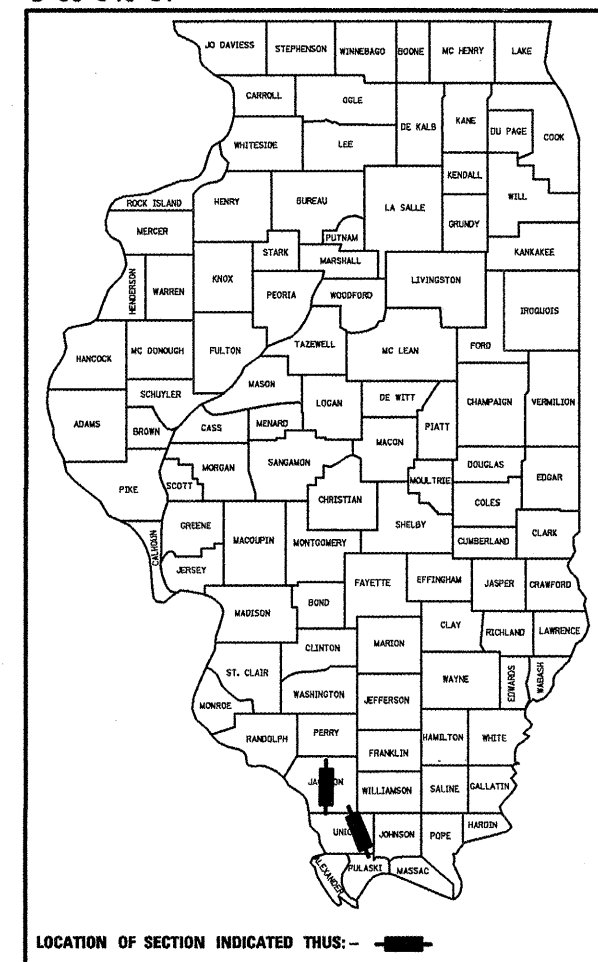 JO DAVIESS STEPHENSON WINNEBAGO BOONE MC HENRY LAKE
CARROLL OGLE
DE KALB KANE DU PAGE COOK
WHITESIDE LEE
KENDALL WILL
ROCK ISLAND HENRY BUREAU LA SALLE
MERCER GRUNDY
PUTNAM
STARK MARSHALL KANKAKEE
HENDERSON WARREN KNOX PEORIA WOODFORD LIVINGSTON
IROQUOIS
HANCOCK MC DONOUGH FULTON TAZEWELL MC LEAN FORD
MASON
SCHUYLER LOGAN DE WITT CHAMPAIGN VERMILION
ADAMS BROWN CASS MENARD MACON PIATT
PIKE SCOTT MORGAN SANGAMON DOUGLAS EDGAR
MOULTRIE
CHRISTIAN COLES
GREENE SHELBY
CALHOUN MACOUPIN MONTGOMERY CUMBERLAND CLARK
JERSEY
FAYETTE EFFINGHAM JASPER CRAWFORD
MADISON BOND
CLAY RICHLAND LAWRENCE
CLINTON MARION
ST. CLAIR WAYNE EDWARDS WABASH
WASHINGTON JEFFERSON
MONROE
RANDOLPH PERRY HAMILTON WHITE
FRANKLIN
WILLIAMSON SALINE GALLATIN
JOHNSON POPE HARDIN
ALEXANDER PULASKI MASSAC
LOCATION OF SECTION INDICATED THUS:-